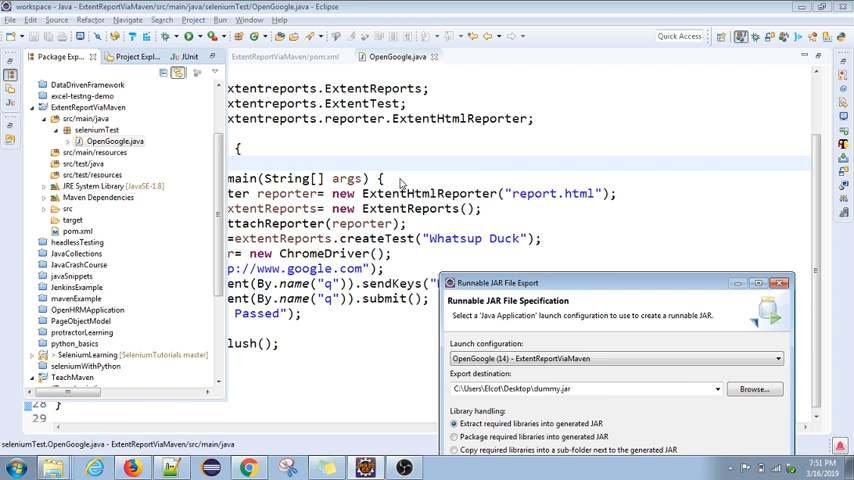 workspace - Java - ExtentReportViaMaven/src/main/java/seleniumTest/OpenGoogle.java - Eclipse
File Edit Source Refactor Navigate Search Project Run Window Help
Quick Access
Package Exp...
Project Expl...
JUnit
ExtentReportViaMaven/pom.xml
OpenGoogle.java
DataDrivenFramework
excel-testng-demo
ExtentReportViaMaven
src/main/java
seleniumTest
OpenGoogle.java
src/main/resources
src/test/java
src/test/resources
JRE System Library [JavaSE-1.8]
Maven Dependencies
src
target
pom.xml
headlessTesting
JavaCollections
JavaCrashCourse
javaSnippets
JenkinsExample
mavenExample
OpenHRMApplication
PageObjectModel
protractorLearning
python_basics
> SeleniumLearning [SeleniumTutorials master]
seleniumWithPython
TeachMaven
xtentreports.ExtentReports;
xtentreports.ExtentTest;
xtentreports.reporter.ExtentHtmlReporter;
{
main(String[] args) {
ter reporter= new ExtentHtmlReporter("report.html");
xtentReports= new ExtentReports();
ttachReporter(reporter);
=extentReports.createTest("Whatsup Duck");
r= new ChromeDriver();
p://www.google.com");
ent(By.name("q")).sendKeys("
ent(By.name("q")).submit();
Passed");
lush();
28 }
29
Runnable JAR File Export
Runnable JAR File Specification
Select a 'Java Application' launch configuration to use to create a runnable JAR.
Launch configuration:
OpenGoogle (14) - ExtentReportViaMaven
Export destination:
C:\Users\Elcot\Desktop\dummy.jar
Browse...
Library handling:
Extract required libraries into generated JAR
Package required libraries into generated JAR
Copy required libraries into a sub-folder next to the generated JAR
seleniumTest.OpenGoogle.java - ExtentReportViaMaven/src/main/java
7:51 PM
3/16/2019